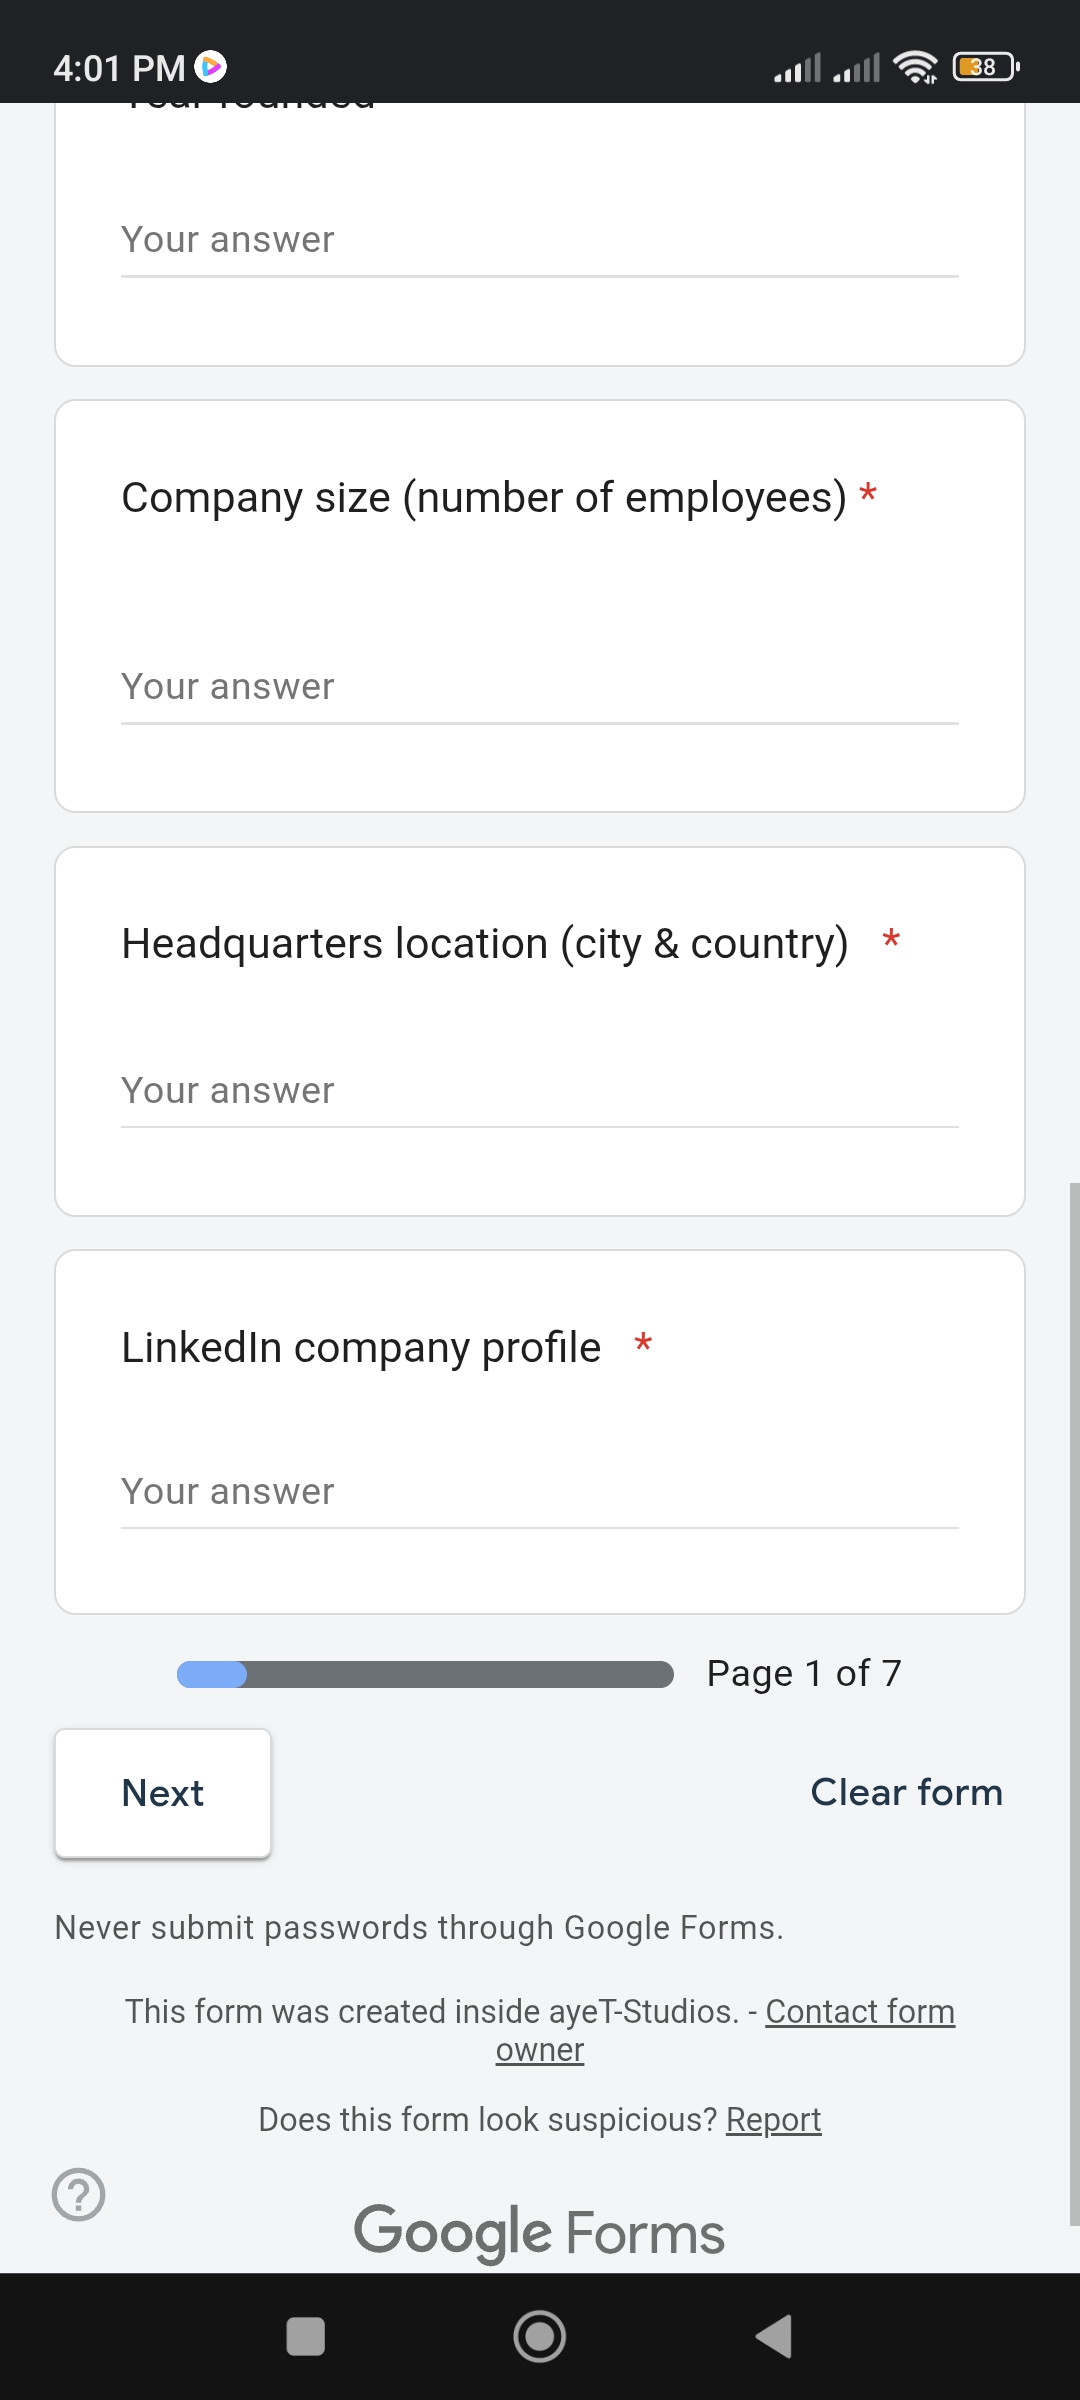 4:01 PM
38
Year founded
Your answer
Company size (number of employees) *
Your answer
Headquarters location (city & country) *
Your answer
LinkedIn company profile *
Your answer
Page 1 of 7
Next
Clear form
Never submit passwords through Google Forms.
This form was created inside ayeT-Studios. - Contact form
owner
Does this form look suspicious? Report
Google Forms